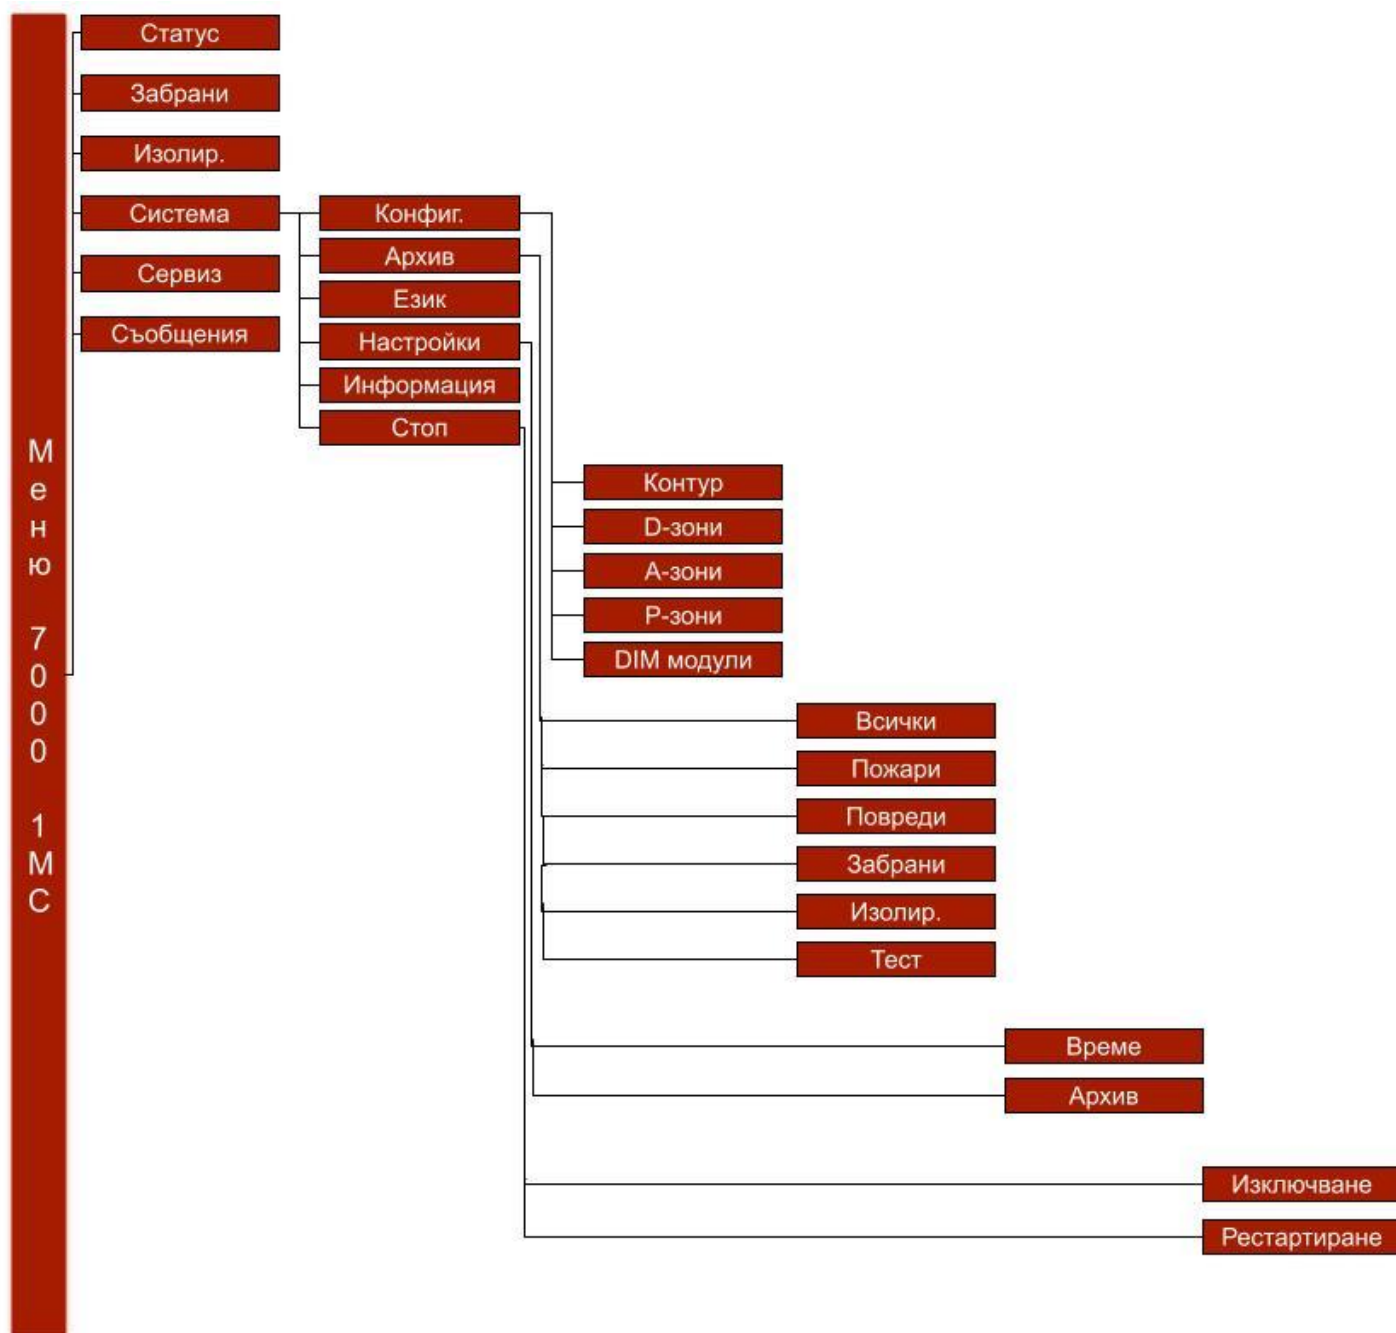 Меню 7000 1МС
Статус
Забрани
Изолир.
Система
Сервиз
Съобщения
Конфиг.
Архив
Език
Настройки
Информация
Стоп
Контур
D-зони
А-зони
Р-зони
DIM модули
Всички
Пожари
Повреди
Забрани
Изолир.
Тест
Време
Архив
Изключване
Рестартиране